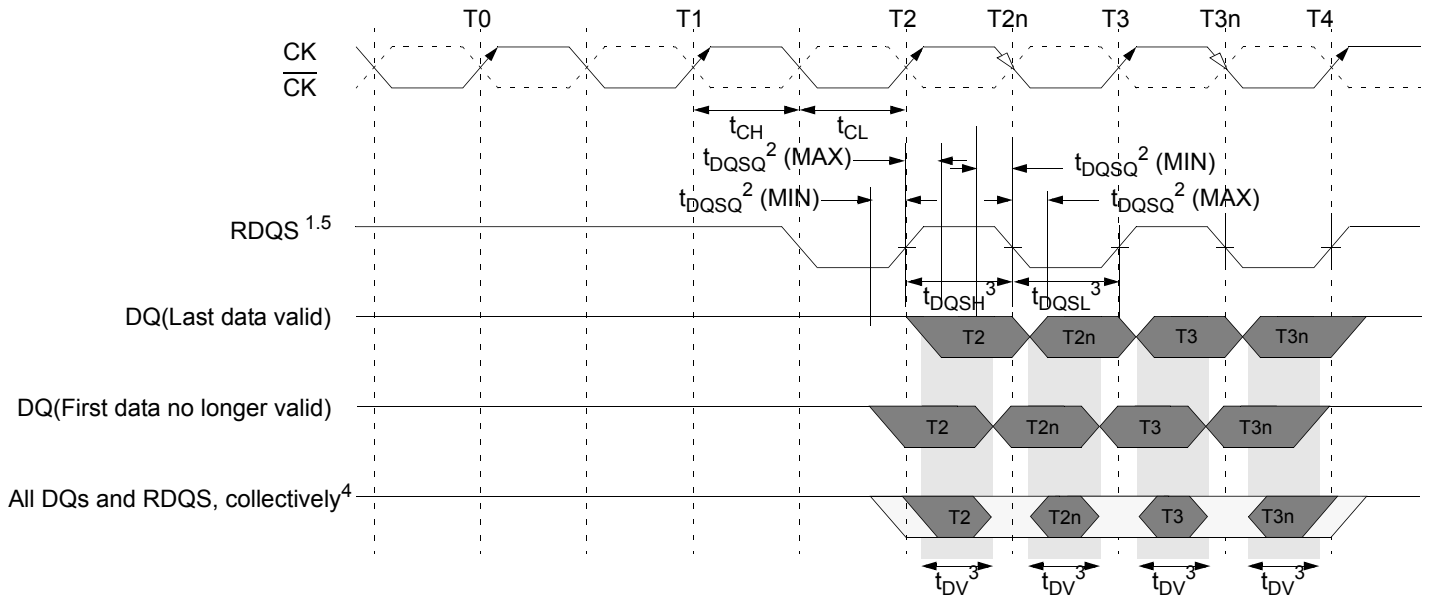 T0 T1 T2 T2n T3 T3n T4
CK
CK
tCH tCL
tDQSQ2 (MAX) tDQSQ2 (MIN)
tDQSQ2 (MIN) tDQSQ2 (MAX)
RDQS 1.5
tDQSH3 tDQSL3
DQ(Last data valid) T2 T2n T3 T3n
DQ(First data no longer valid) T2 T2n T3 T3n
All DQs and RDQS, collectively4 T2 T2n T3 T3n
tDV3 tDV3 tDV3 tDV3